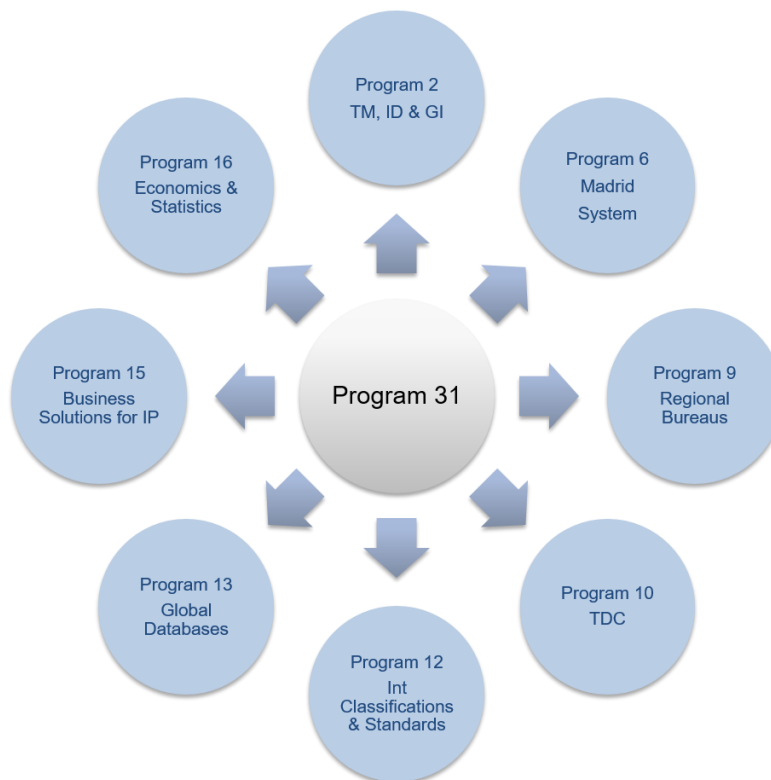 Program 2
TM, ID & GI
Program 16
Economics &
Statistics
Program 6
Madrid
System
Program 15
Business
Solutions for IP
Program 31
Program 9
Regional
Bureaus
Program 13
Global
Databases
Program 10
TDC
Program 12
Int
Classifications
& Standards